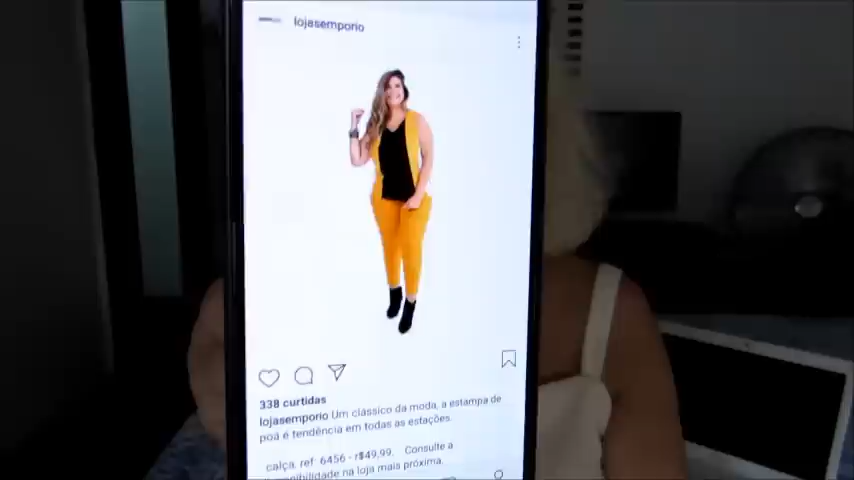 lojasemporio
338 curtidas
lojasemporio Um clássico da moda, a estampa de
poá é tendência em todas as estações.
calça, ref: 6456 - r$49,99. Consulte a
na loja mais próxima.